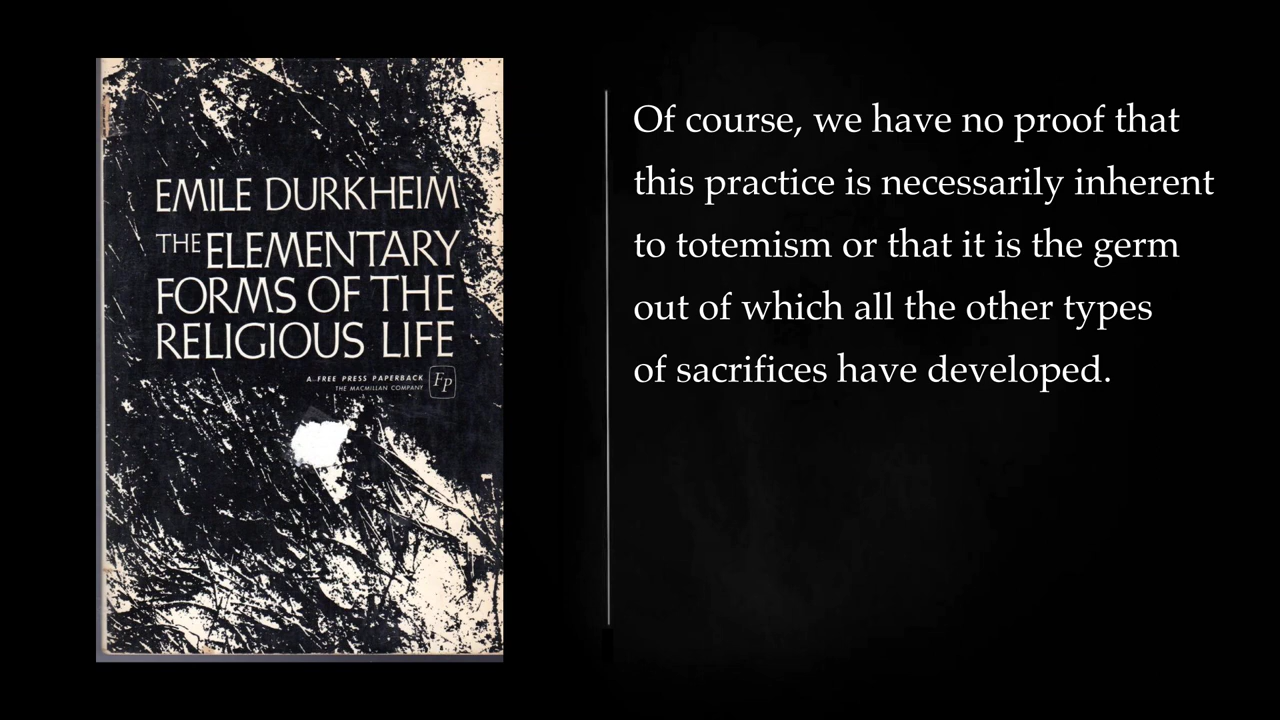 EMILE DURKHEIM
THE ELEMENTARY
FORMS OF THE
RELIGIOUS LIFE
A FREE PRESS PAPERBACK
THE MACMILLAN COMPANY
Fp
Of course, we have no proof that
this practice is necessarily inherent
to totemism or that it is the germ
out of which all the other types
of sacrifices have developed.